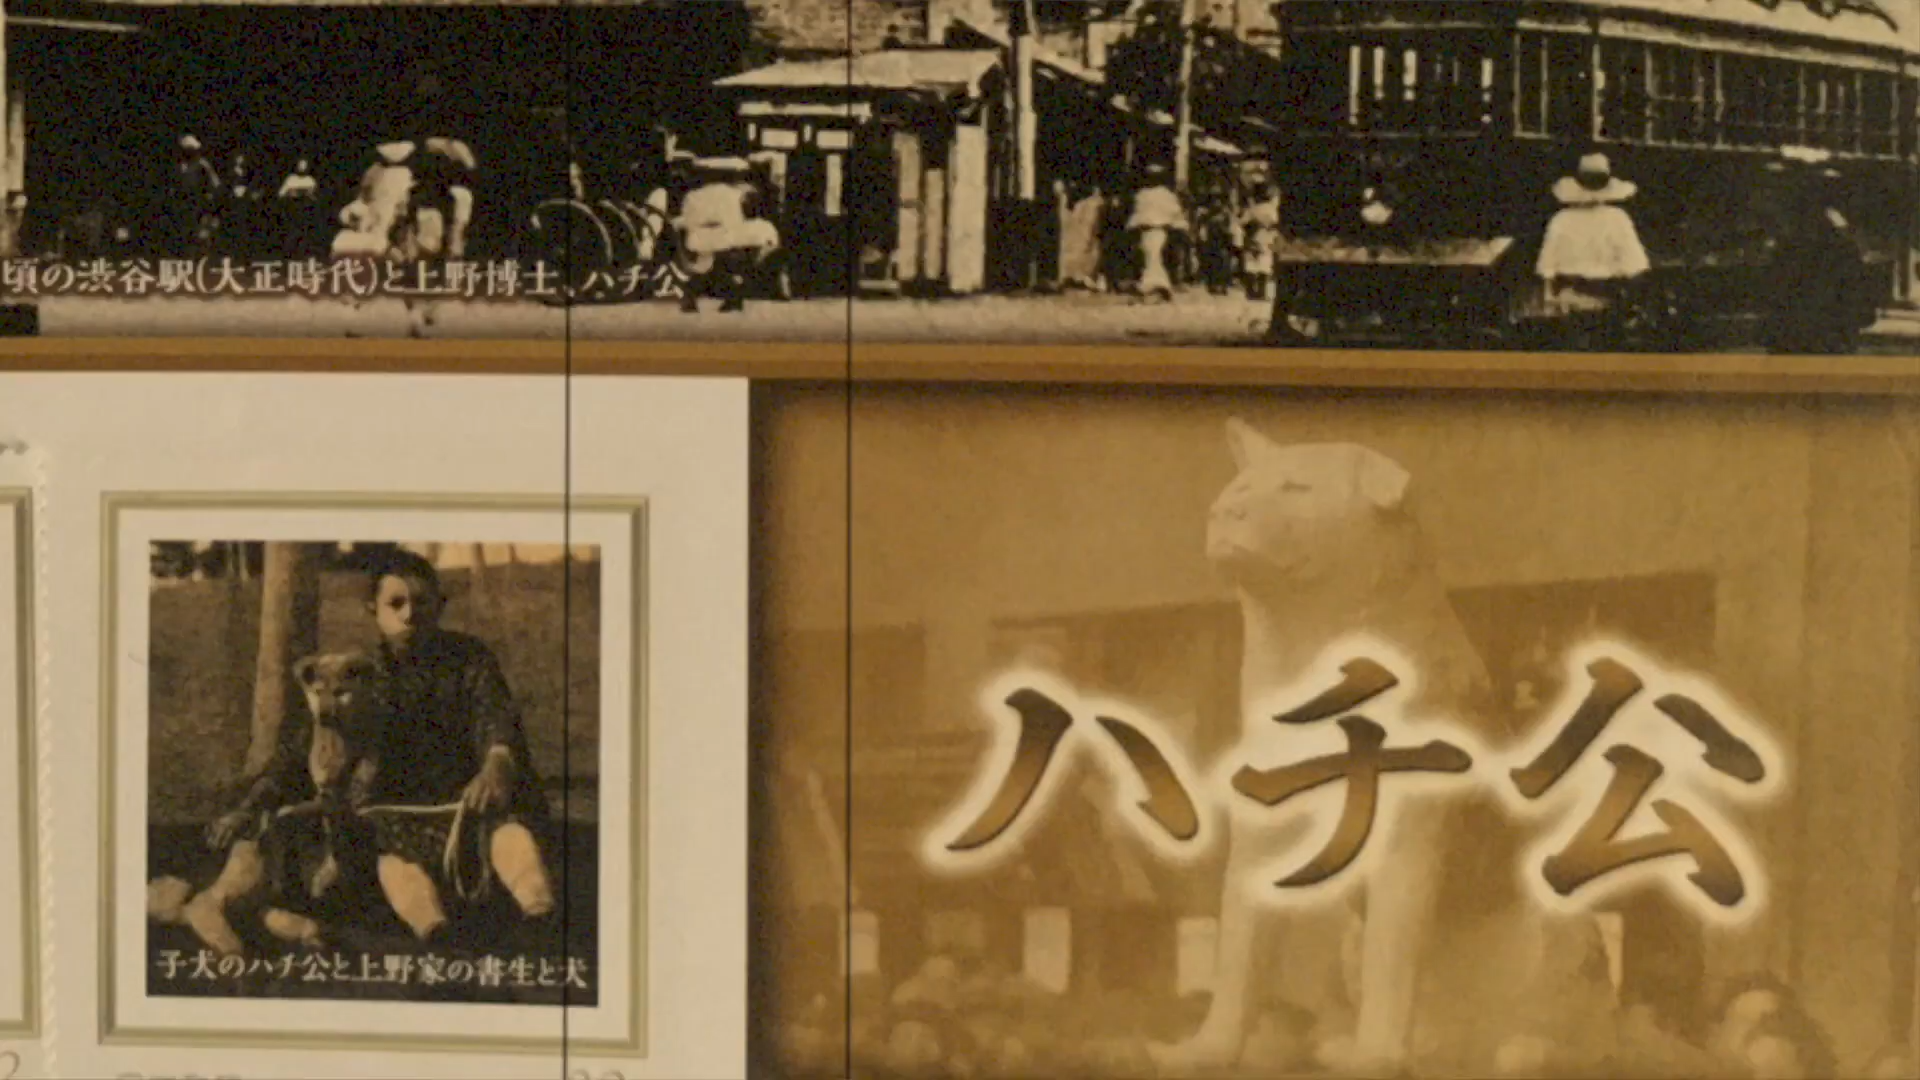 頃の渋谷駅(大正時代)と上野博士、ハチ公
ハチ公
子犬のハチ公と上野家の書生と犬